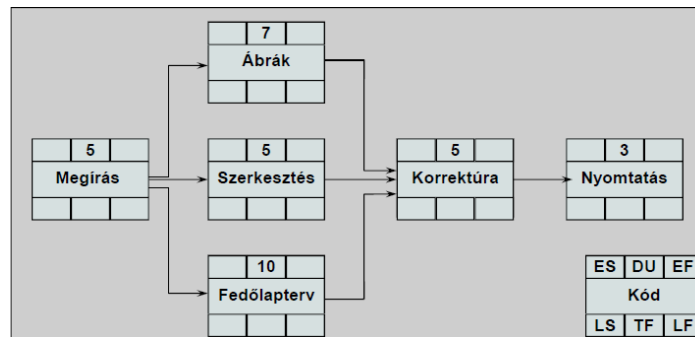 7
Ábrák
5
Megírás
5
Szerkesztés
5
Korrektúra
3
Nyomtatás
10
Fedőlapterv
ES DU EF
Kód
LS TF LF